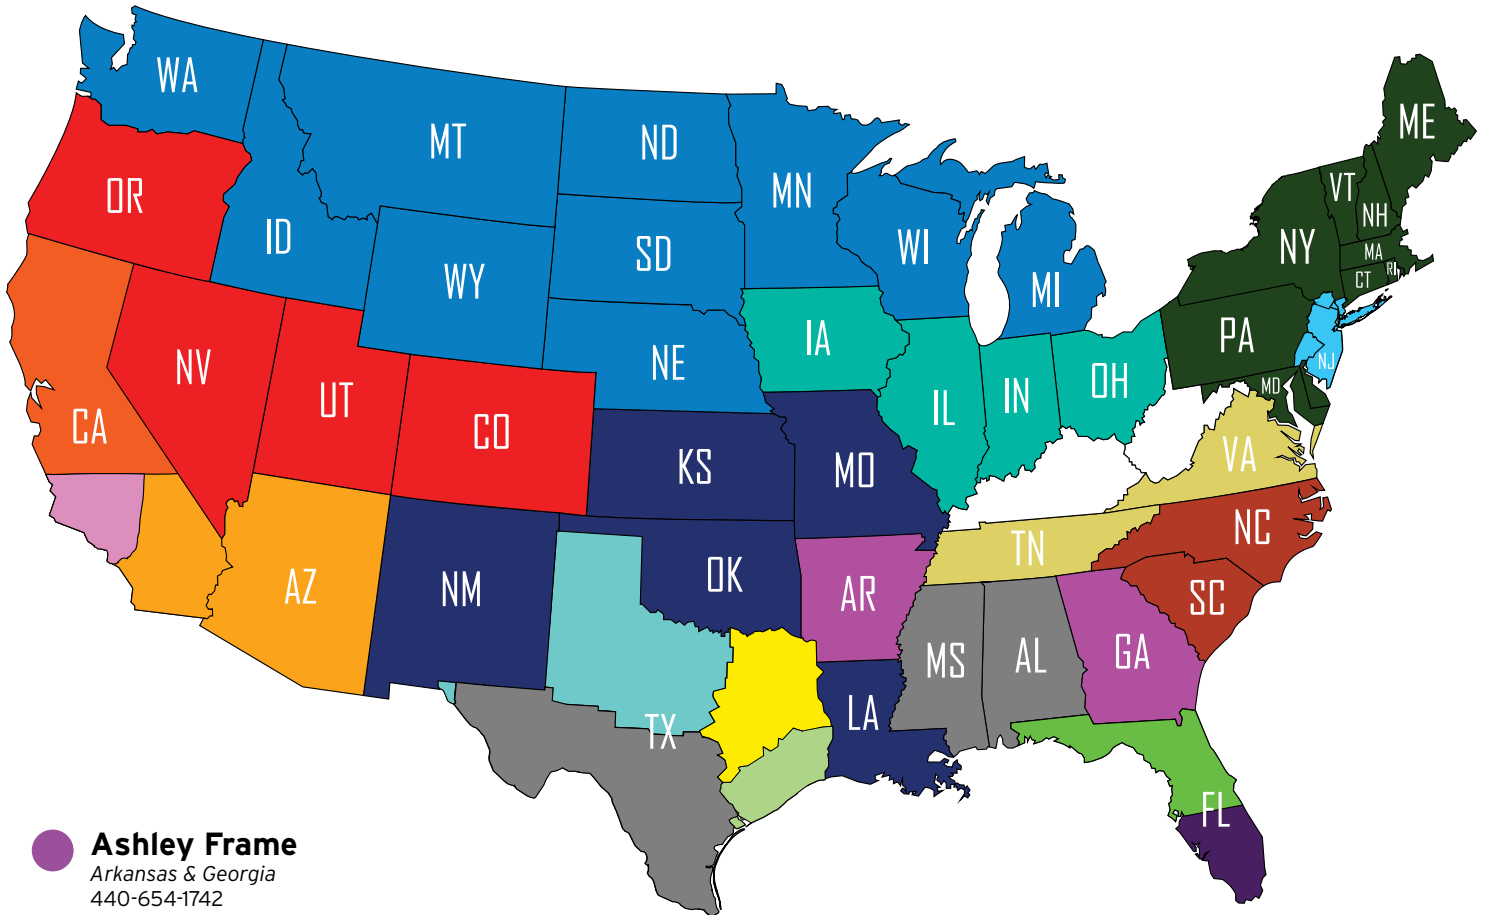 WA
MT
ND
MN
ME
OR
ID
SD
WI
VT
NH
NY
MA
WY
MI
CT
RI
NV
NE
IA
PA
UT
OH
NJ
IN
MD
CA
CO
IL
KS
MO
VA
NC
TN
AZ
NM
OK
AR
SC
MS
AL
GA
LA
TX
FL
Ashley Frame
Arkansas & Georgia
440-654-1742